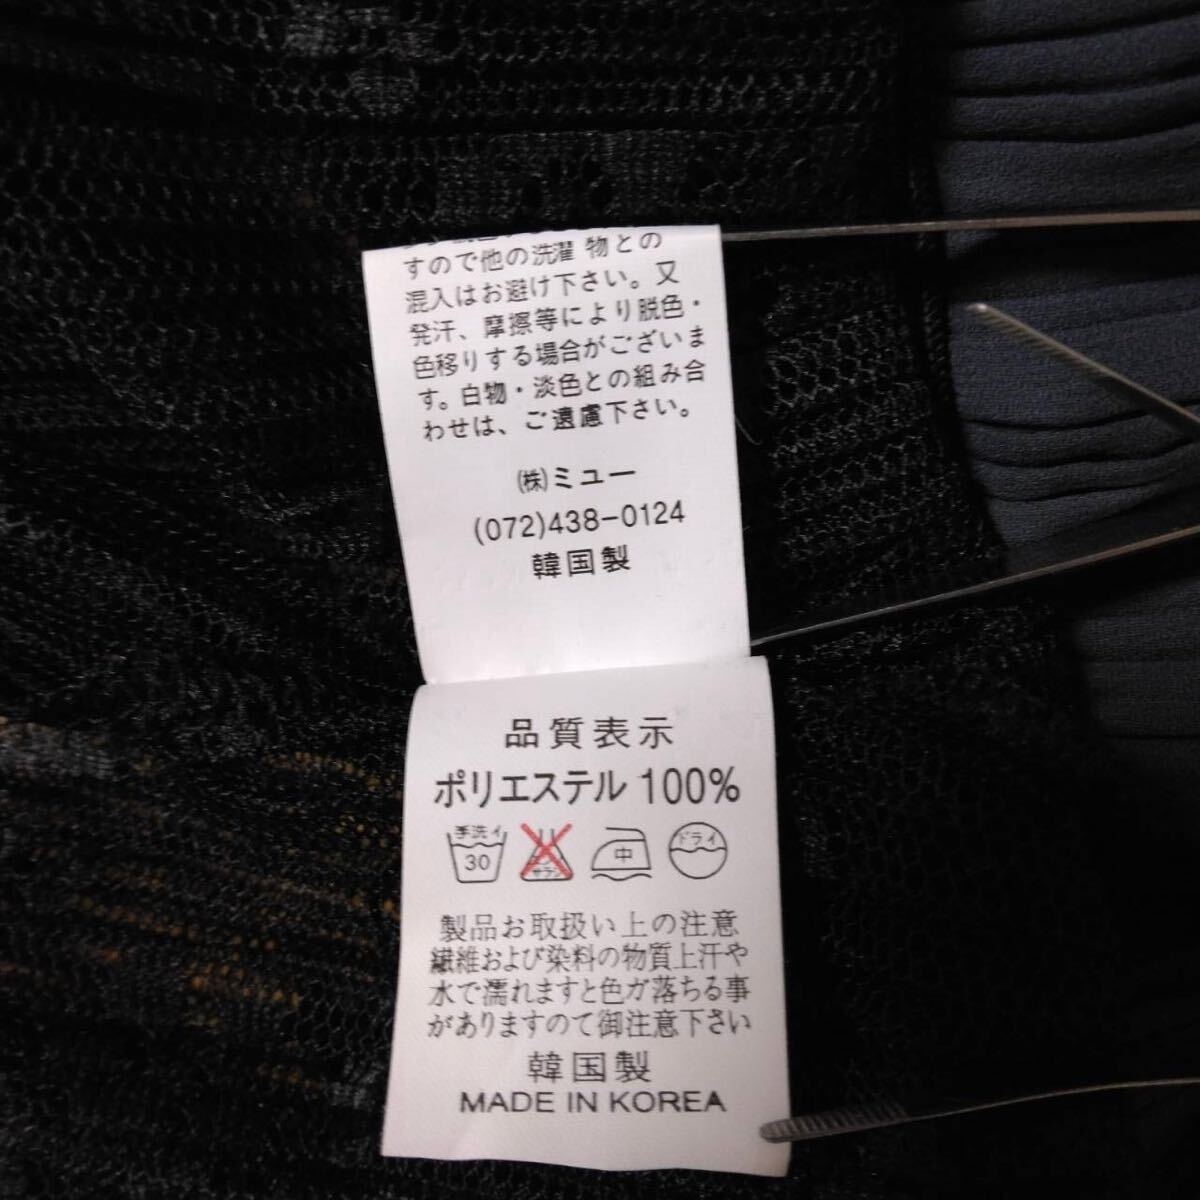 すので他の洗濯 物との
混入はお避け下さい。又
発汗、摩擦等により脱色・
色移りする場合がございま
す。白物・淡色との組み合
わせは、ご遠慮下さい。
㈱ミユー
(072)438-0124
韓国製
品質表示
ポリエステル 100%
手洗イ 30 サラシ 中 ドライ
製品お取扱い上の注意
繊維および染料の物質上汗や
水で濡れますと色が落ちる事
がありますので御注意下さい
韓国製
MADE IN KOREA